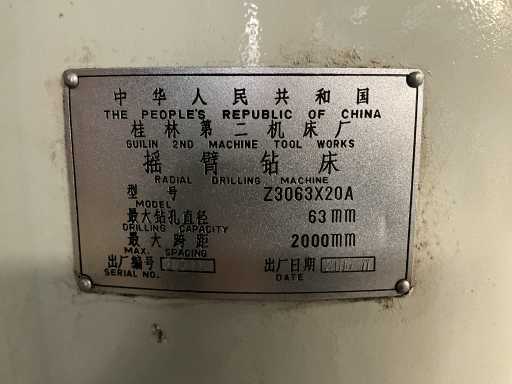 中华人民共和国
THE PEOPLE'S REPUBLIC OF CHINA
桂林第二机床厂
GUILIN 2ND MACHINE TOOL WORKS
摇臂钻床
RADIAL DRILLING MACHINE
型号 Z3063X20A
MODEL
最大钻孔直径 63mm
DRILLING CAPACITY
最大跨距 2000mm
MAX. SPACING
出厂编号 出厂日期
SERIAL NO. DATE